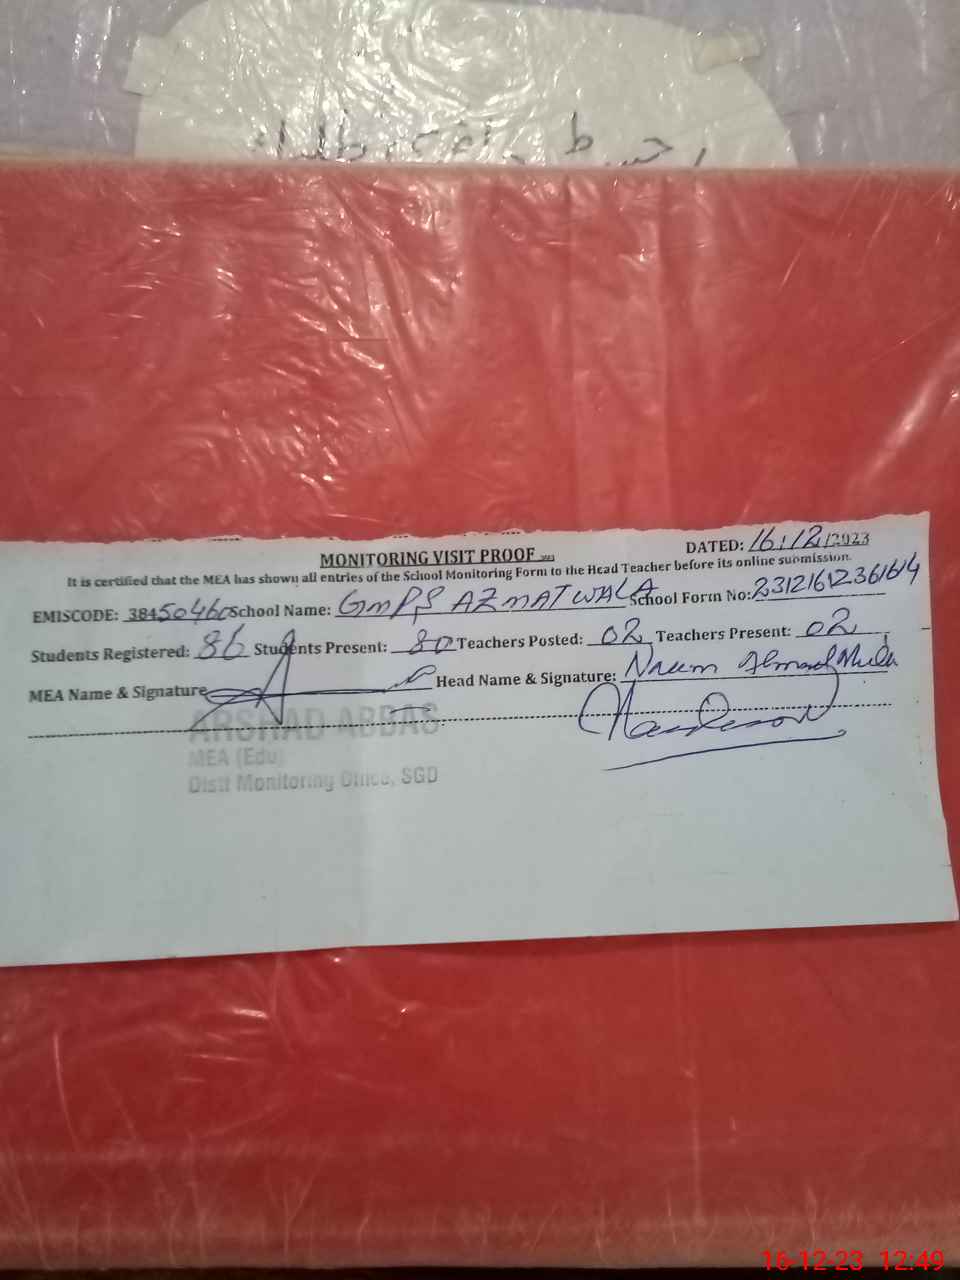 MONITORING VISIT PROOF
DATED: 16/12/2023
It is certified that the MEA has shown all entries of the School Monitoring Form to the Head Teacher before its online submission.
EMISCODE: 38450460 School Name: GMPS AZMAT WALA School Form No: 23121612361614
Students Registered: 86 Students Present: 80 Teachers Posted: 02 Teachers Present: 02
MEA Name & Signature Head Name & Signature: Naeem Ahmad
ARSHAD ABBAS
MEA (Edu)
Distt Monitoring Office, SGD
16-12-23 12:49